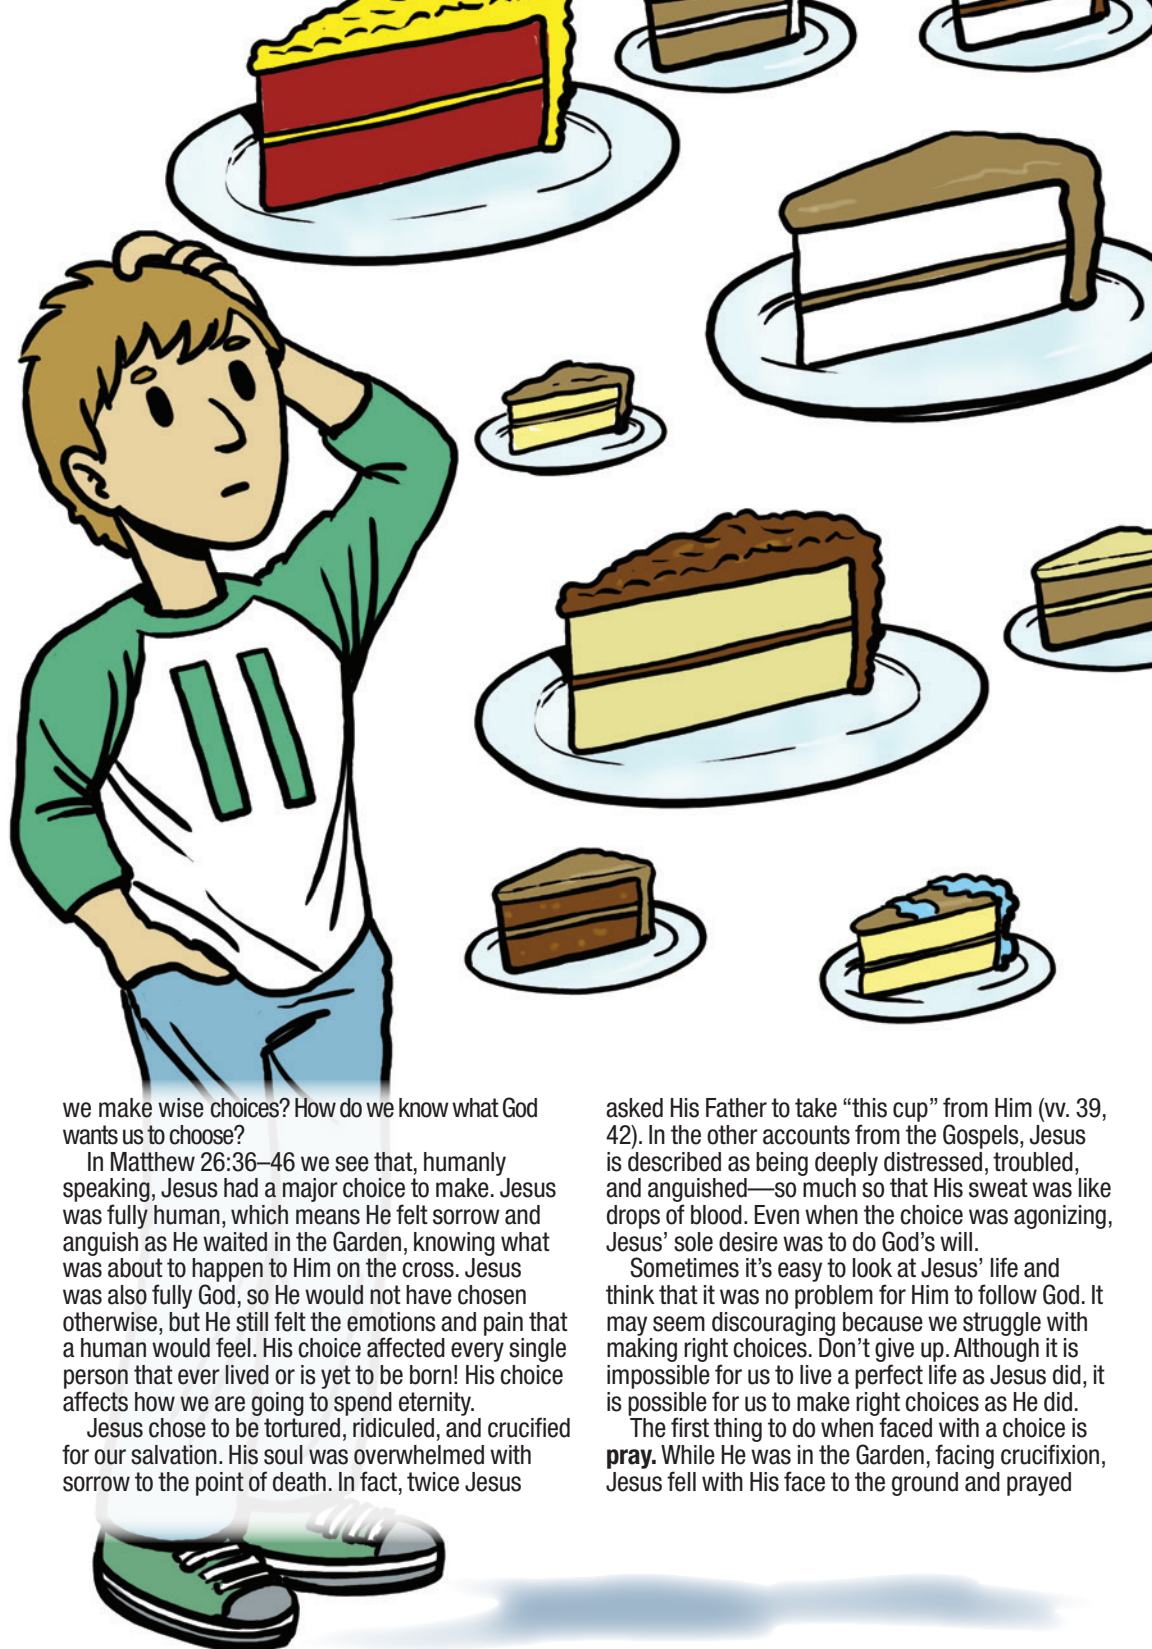 we make wise choices? How do we know what God
wants us to choose?
In Matthew 26:36–46 we see that, humanly
speaking, Jesus had a major choice to make. Jesus
was fully human, which means He felt sorrow and
anguish as He waited in the Garden, knowing what
was about to happen to Him on the cross. Jesus
was also fully God, so He would not have chosen
otherwise, but He still felt the emotions and pain that
a human would feel. His choice affected every single
person that ever lived or is yet to be born! His choice
affects how we are going to spend eternity.
Jesus chose to be tortured, ridiculed, and crucified
for our salvation. His soul was overwhelmed with
sorrow to the point of death. In fact, twice Jesus
asked His Father to take “this cup” from Him (vv. 39,
42). In the other accounts from the Gospels, Jesus
is described as being deeply distressed, troubled,
and anguished—so much so that His sweat was like
drops of blood. Even when the choice was agonizing,
Jesus’ sole desire was to do God’s will.
Sometimes it’s easy to look at Jesus’ life and
think that it was no problem for Him to follow God. It
may seem discouraging because we struggle with
making right choices. Don’t give up. Although it is
impossible for us to live a perfect life as Jesus did, it
is possible for us to make right choices as He did.
The first thing to do when faced with a choice is
pray. While He was in the Garden, facing crucifixion,
Jesus fell with His face to the ground and prayed